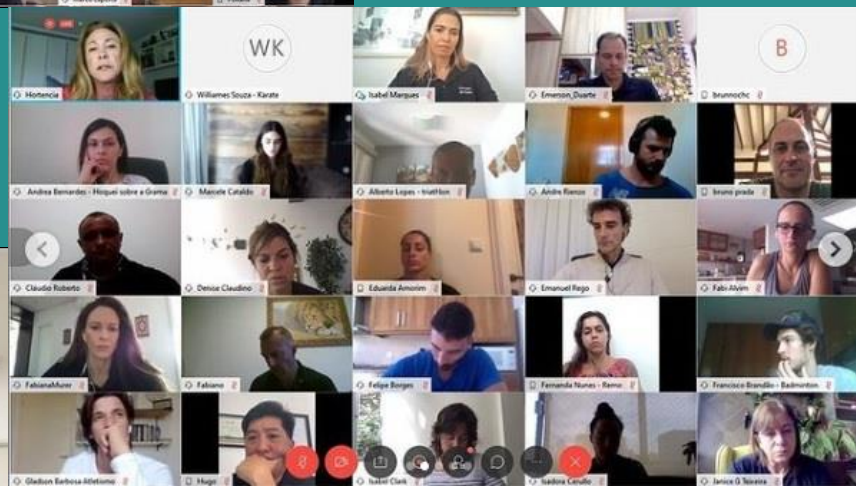 Hortencia
WK
Williames Souza - Karate
Isabel Marques
Emerson_Duarte
B
brunnochc
Andrea Bernardes - Hoquei sobre a Grama
Marcele Cataldo
Alberto Lopes - triathlon
Andre Rienzo
bruno prada
Claudio Roberto
Denise Claudino
Eduarda Amorim
Emanuel Rego
Fabi Alvim
FabianaMurer
Fabiano
Felipe Borges
Fernanda Nunes - Remo
Francisco Brandão - Badminton
Gladson Barbosa Atletismo
Hugo
Isabel Clark
Isadora Cerullo
Janice G Teixeira